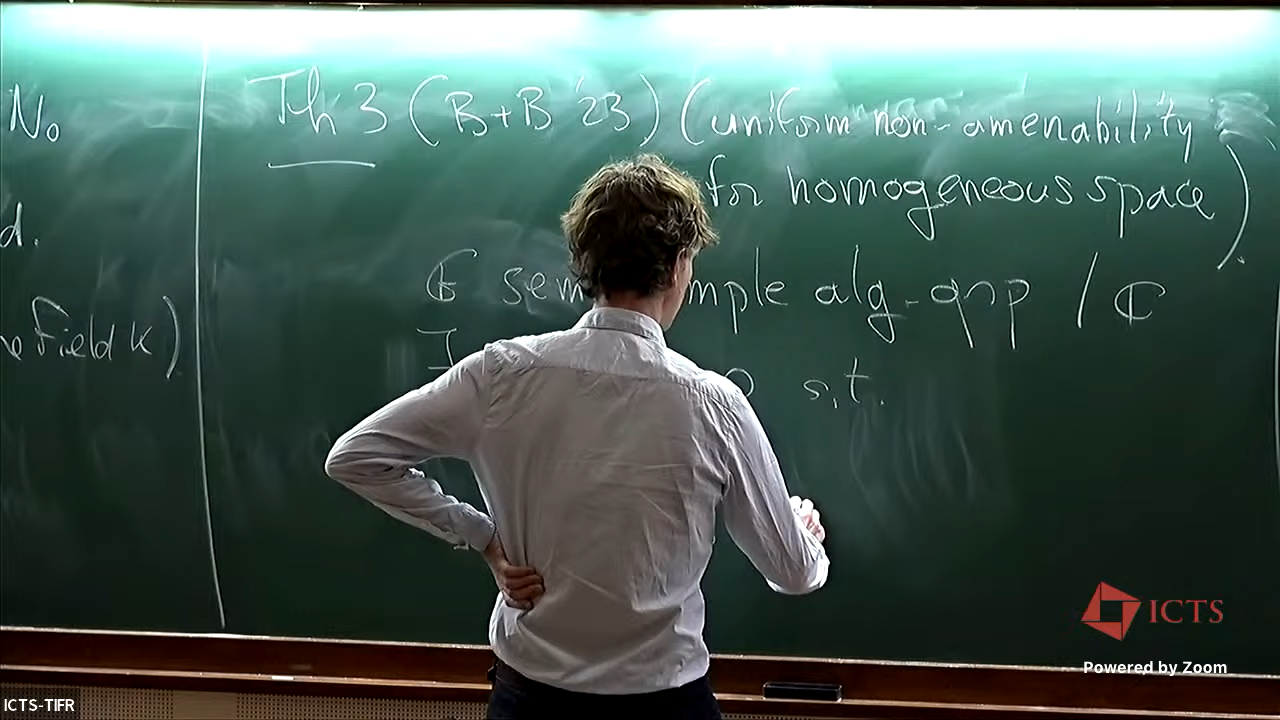 N₀
d.
field K)
Th 3 (B+B '23) (uniform non-amenability
for homogeneous space).
G sem mple alg. grp / ℂ
s.t.
ICTS
Powered by Zoom
ICTS-TIFR